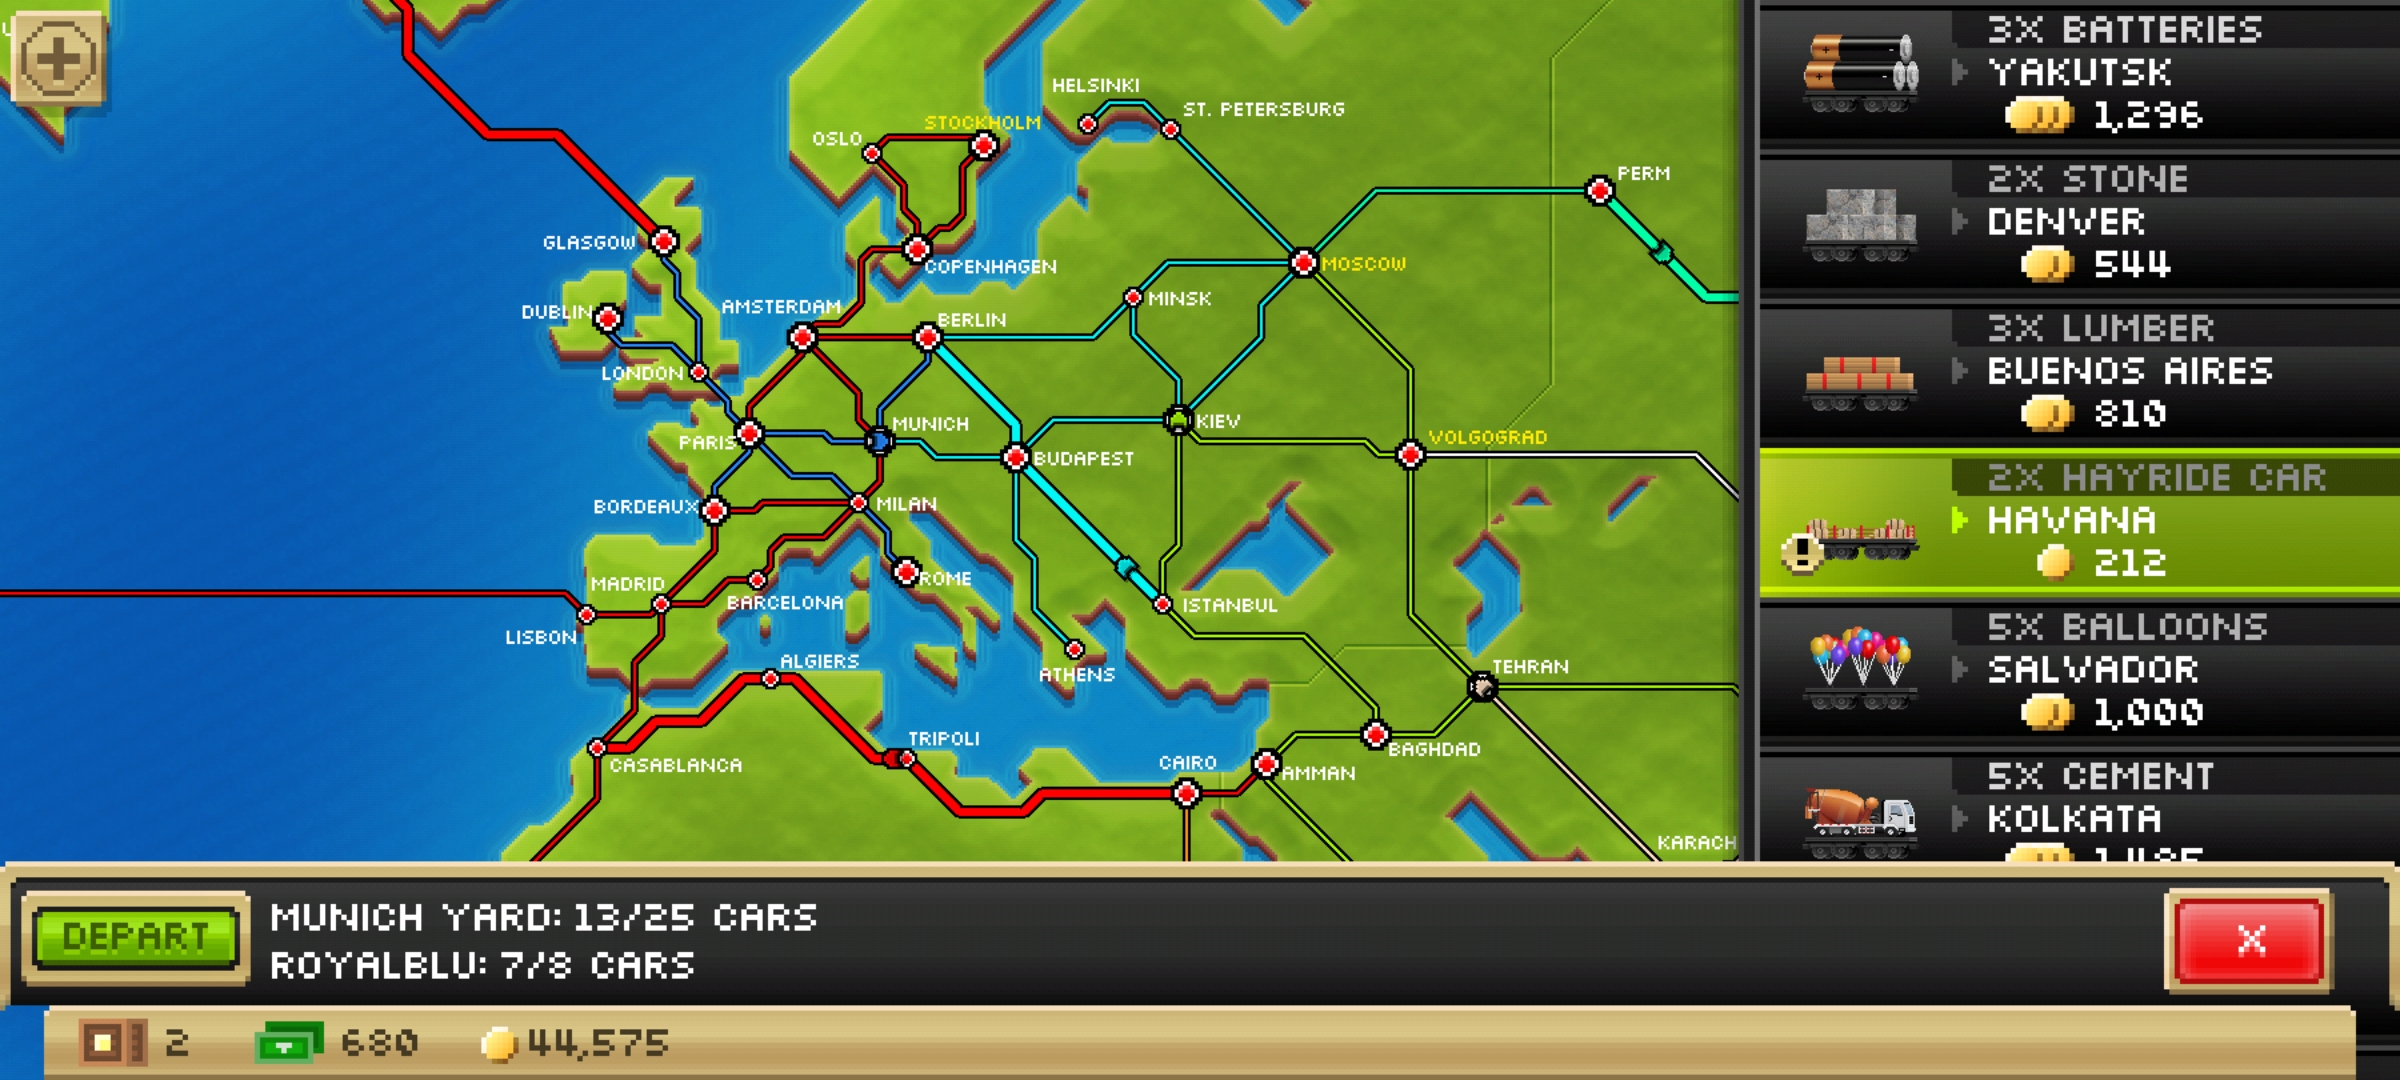 HELSINKI
ST. PETERSBURG
STOCKHOLM
OSLO
PERM
GLASGOW
COPENHAGEN
MOSCOW
DUBLIN
AMSTERDAM
BERLIN
MINSK
LONDON
PARIS
MUNICH
KIEV
VOLGOGRAD
BUDAPEST
BORDEAUX
MILAN
MADRID
ROME
BARCELONA
ISTANBUL
LISBON
ALGIERS
ATHENS
TEHRAN
TRIPOLI
CASABLANCA
CAIRO
BAGHDAD
AMMAN
KARACH
3X BATTERIES
YAKUTSK
1,296
2X STONE
DENVER
544
3X LUMBER
BUENOS AIRES
810
2X HAYRIDE CAR
HAVANA
212
5X BALLOONS
SALVADOR
1,000
5X CEMENT
KOLKATA
DEPART
MUNICH YARD: 13/25 CARS
ROYALBLU: 7/8 CARS
X
2
680
44,575